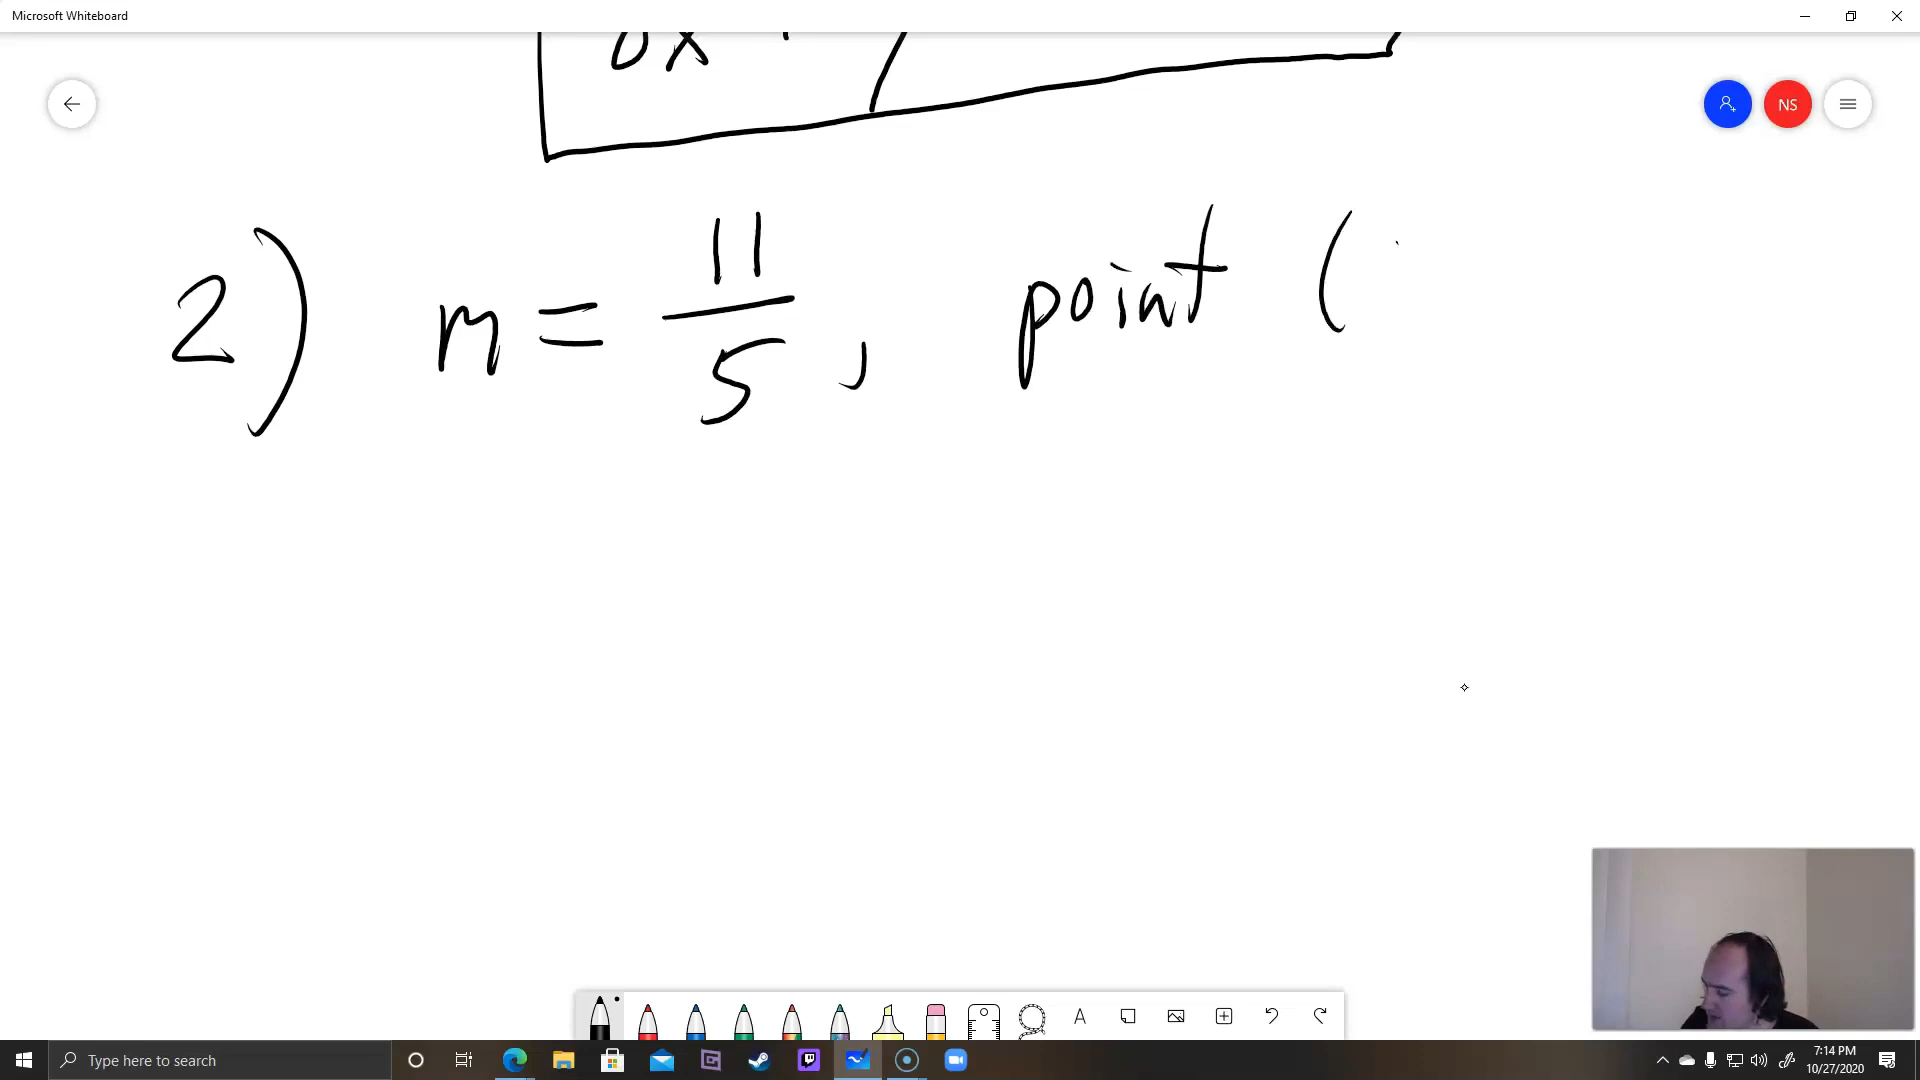 Microsoft Whiteboard
NS
2) m = 11/5, point (
A
Type here to search
7:14 PM
10/27/2020